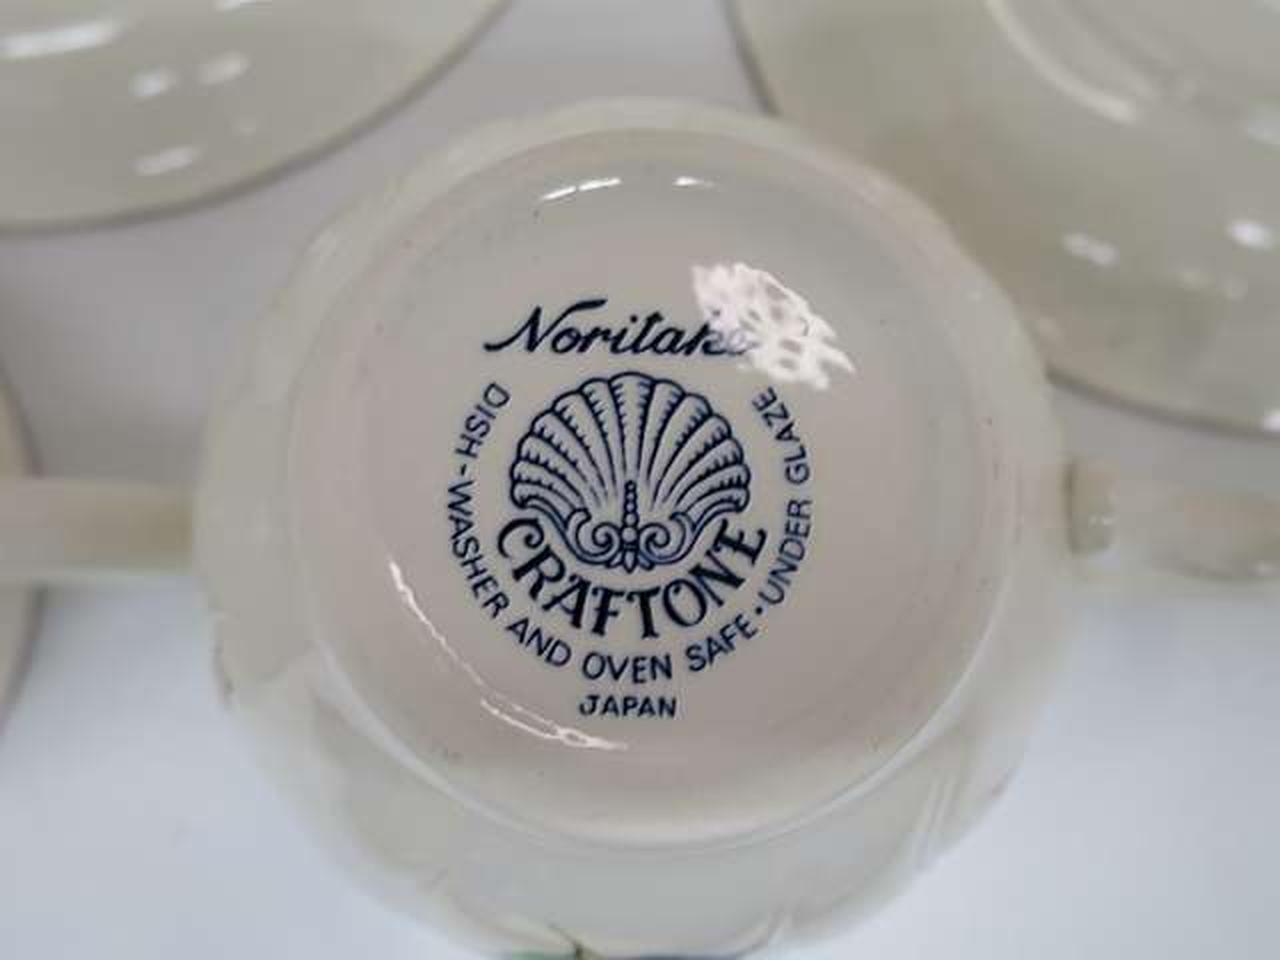 Noritake
CRAFTONE
DISH-WASHER AND OVEN SAFE·UNDER GLAZE
JAPAN